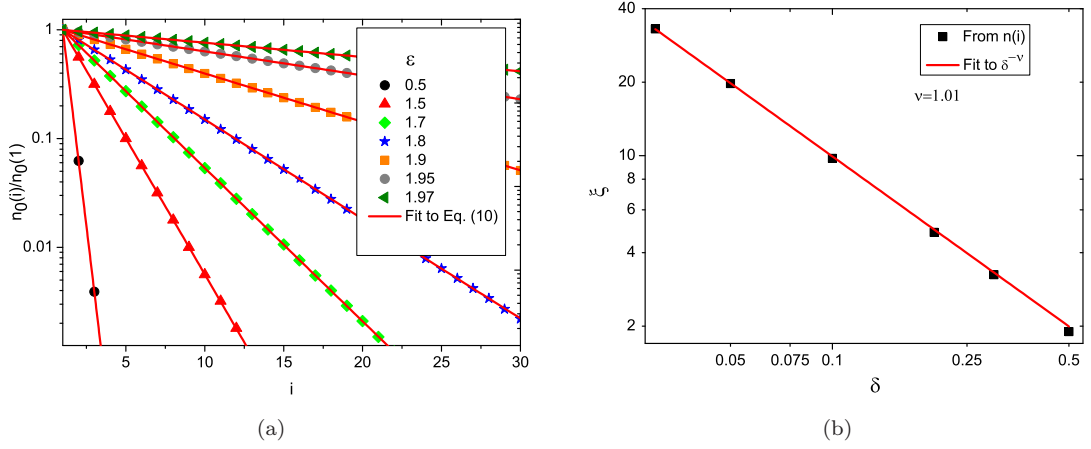 1
0.1
0.01
n₀(i)/n₀(1)
5
10
15
20
25
30
i
ε
0.5
1.5
1.7
1.8
1.9
1.95
1.97
Fit to Eq. (10)
(a)
40
20
10
8
6
4
2
ξ
0.05
0.075
0.1
0.25
0.5
δ
From n(i)
Fit to δ⁻ᵛ
ν=1.01
(b)